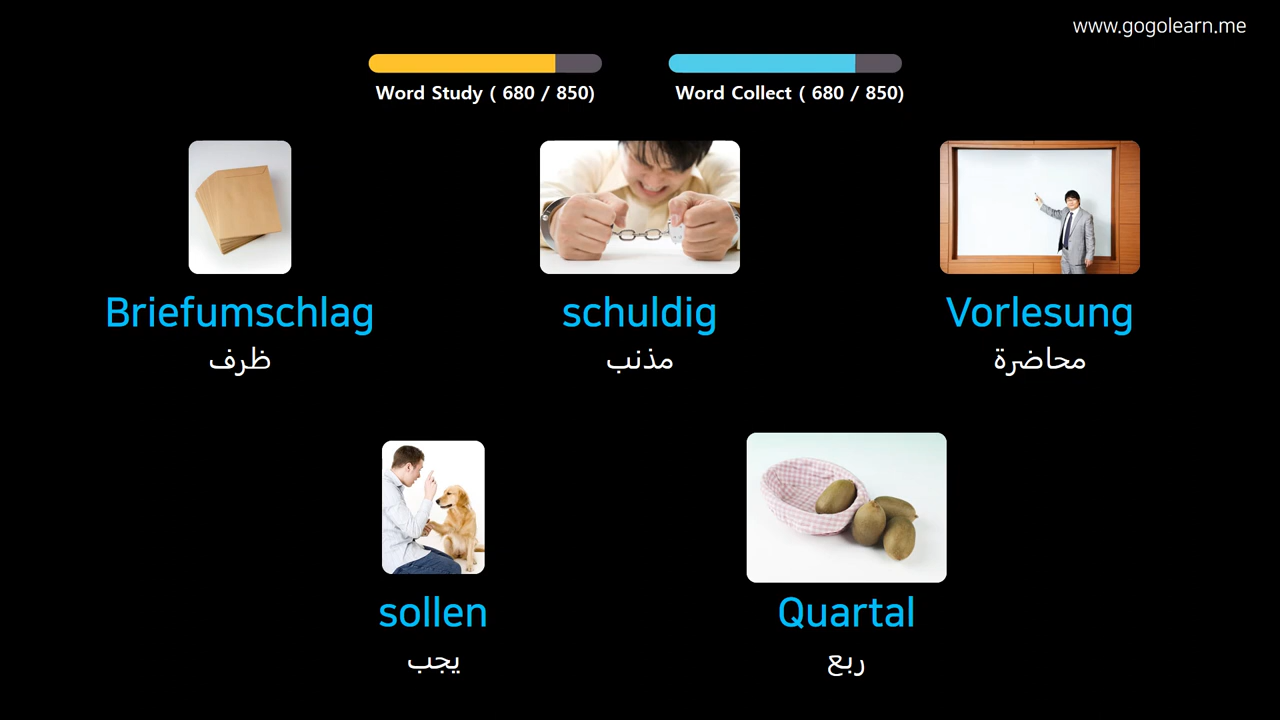 www.gogolearn.me
Word Study ( 680 / 850)
Word Collect ( 680 / 850)
Briefumschlag
ظرف
schuldig
مذنب
Vorlesung
محاضرة
sollen
يجب
Quartal
ربع